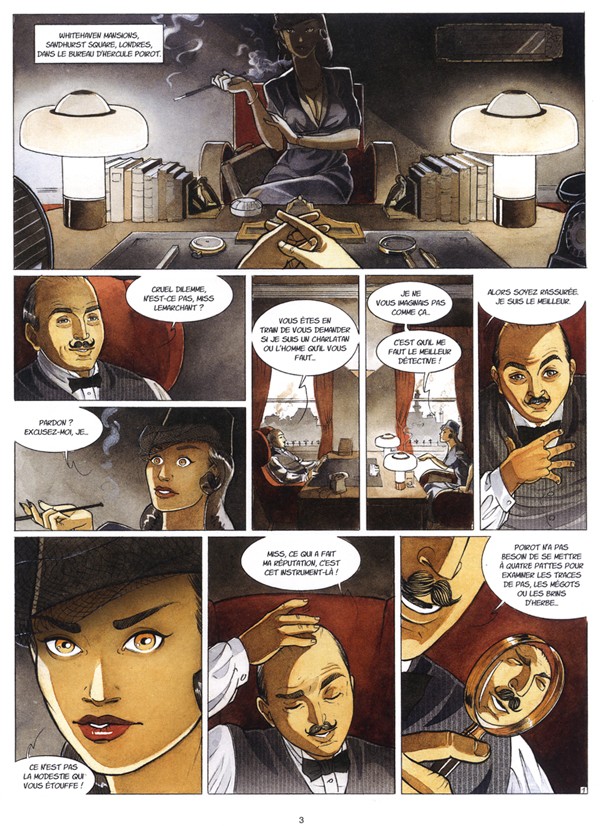 WHITEHAVEN MANSIONS,
SANDHURST SQUARE, LONDRES,
DANS LE BUREAU D'HERCULE POIROT.
CRUEL DILEMME,
N'EST-CE PAS, MISS
LEMARCHANT ?
PARDON ?
EXCUSEZ-MOI, JE...
VOUS ÊTES EN
TRAIN DE VOUS DEMANDER
SI JE SUIS UN CHARLATAN
OU L'HOMME QU'IL VOUS
FAUT...
JE NE
VOUS IMAGINAIS PAS
COMME ÇA...
C'EST QU'IL ME
FAUT LE MEILLEUR
DÉTECTIVE !
ALORS SOYEZ RASSURÉE.
JE SUIS LE MEILLEUR.
CE N'EST PAS
LA MODESTIE QUI
VOUS ÉTOUFFE !
MISS, CE QUI A FAIT
MA RÉPUTATION, C'EST
CET INSTRUMENT-LÀ !
POIROT N'A PAS
BESOIN DE SE METTRE
À QUATRE PATTES POUR
EXAMINER LES TRACES
DE PAS, LES MÉGOTS
OU LES BRINS
D'HERBE...
1
3